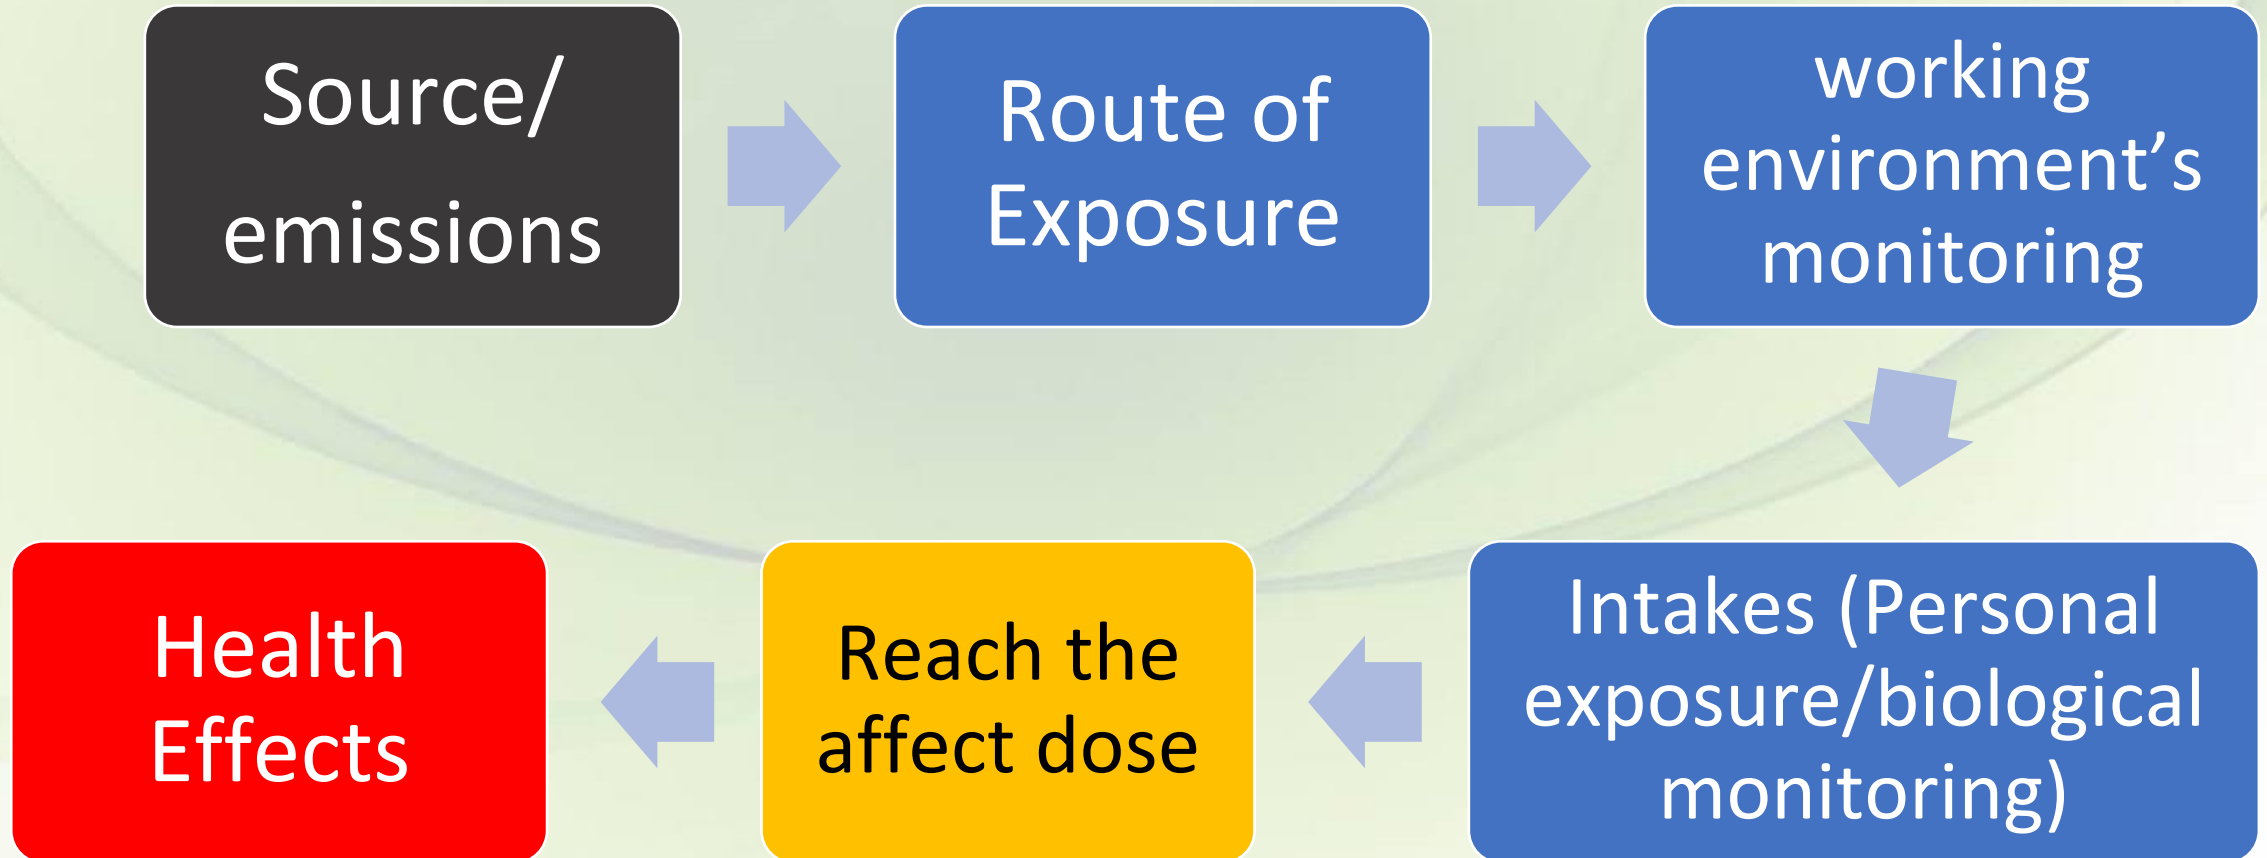 Source/
emissions
Route of
Exposure
working
environment’s
monitoring
Intakes (Personal
exposure/biological
monitoring)
Reach the
affect dose
Health
Effects